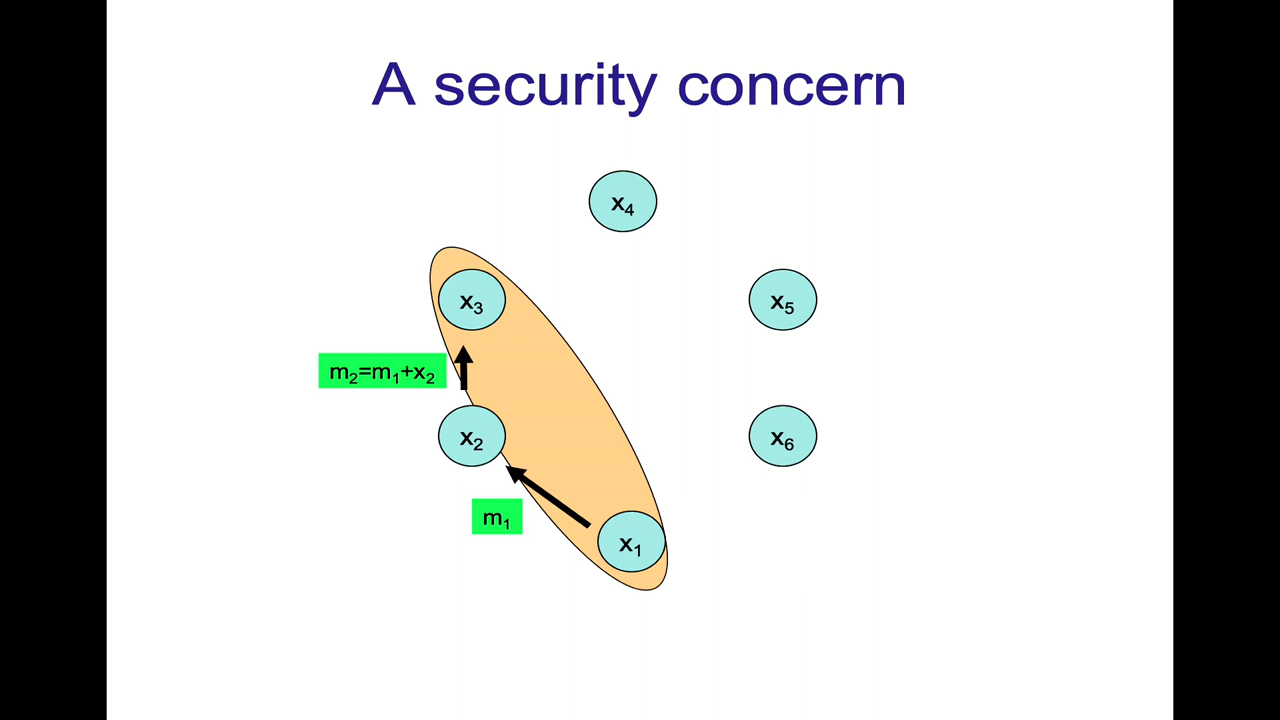 A security concern
x₄
x₃
x₅
m₂=m₁+x₂
x₂
x₆
m₁
x₁